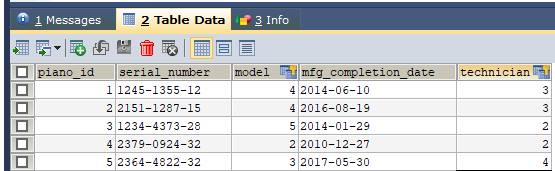 1 Messages 2 Table Data 3 Info
piano_id serial_number model mfg_completion_date technician
1 1245-1355-12 4 2014-06-10 3
2 2151-1287-15 4 2016-08-19 3
3 1234-4373-28 5 2014-01-29 2
4 2379-0924-32 2 2010-12-27 2
5 2364-4822-32 3 2017-05-30 4